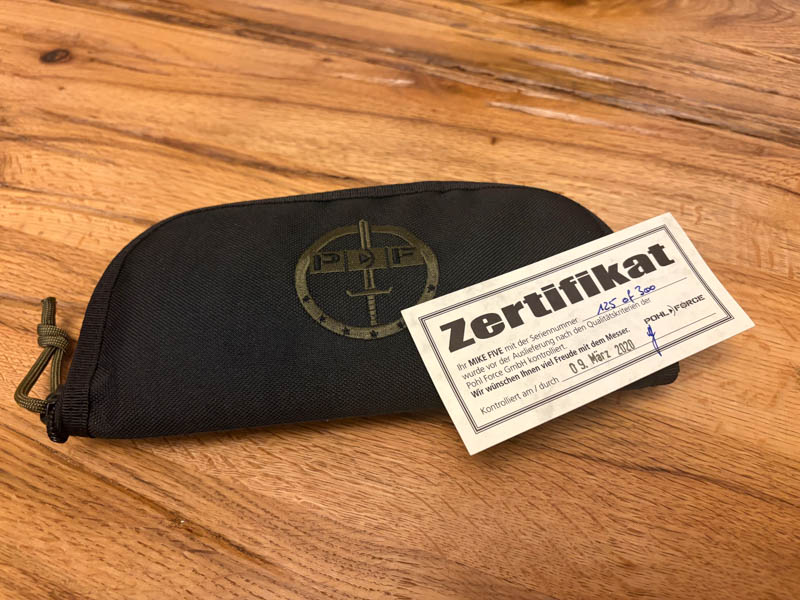 P F
Zertifikat
Ihr MIKE FIVE mit der Seriennummer 125 of 300
wurde vor der Auslieferung nach den Qualitätskriterien der
Pohl Force GmbH kontrolliert.
Wir wünschen Ihnen viel Freude mit dem Messer.
POHL FORCE
Kontrolliert am / durch 09. März 2020